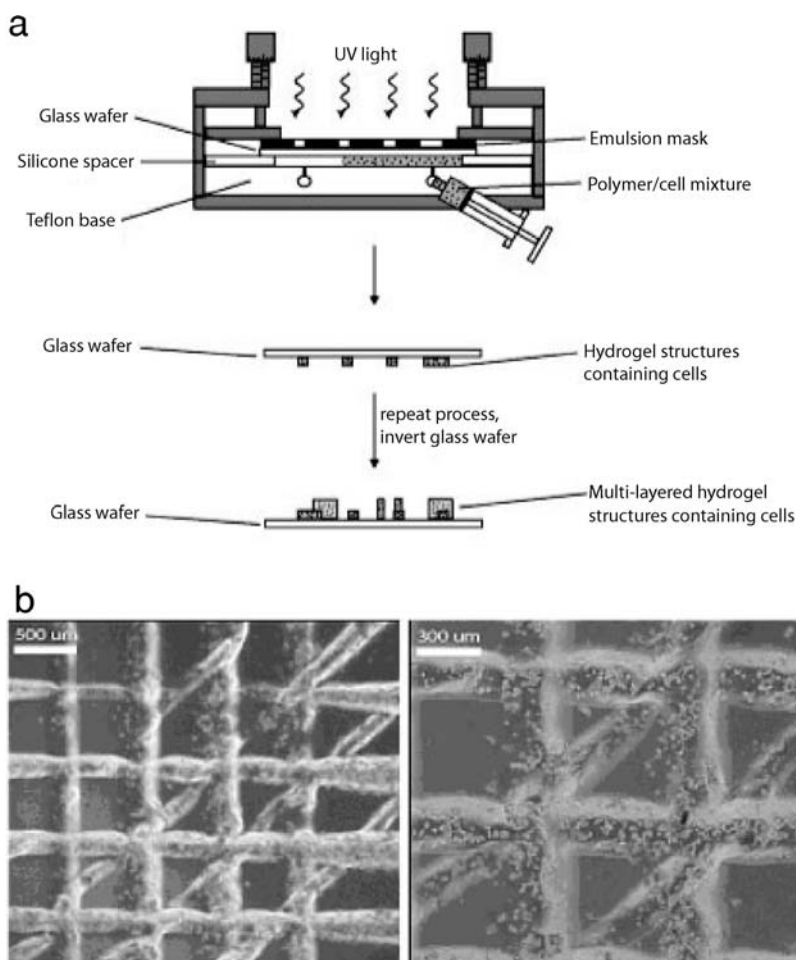 a
UV light
Glass wafer
Emulsion mask
Silicone spacer
Polymer/cell mixture
Teflon base
Glass wafer
Hydrogel structures
containing cells
repeat process,
invert glass wafer
Glass wafer
Multi-layered hydrogel
structures containing cells
b
500 um
300 um